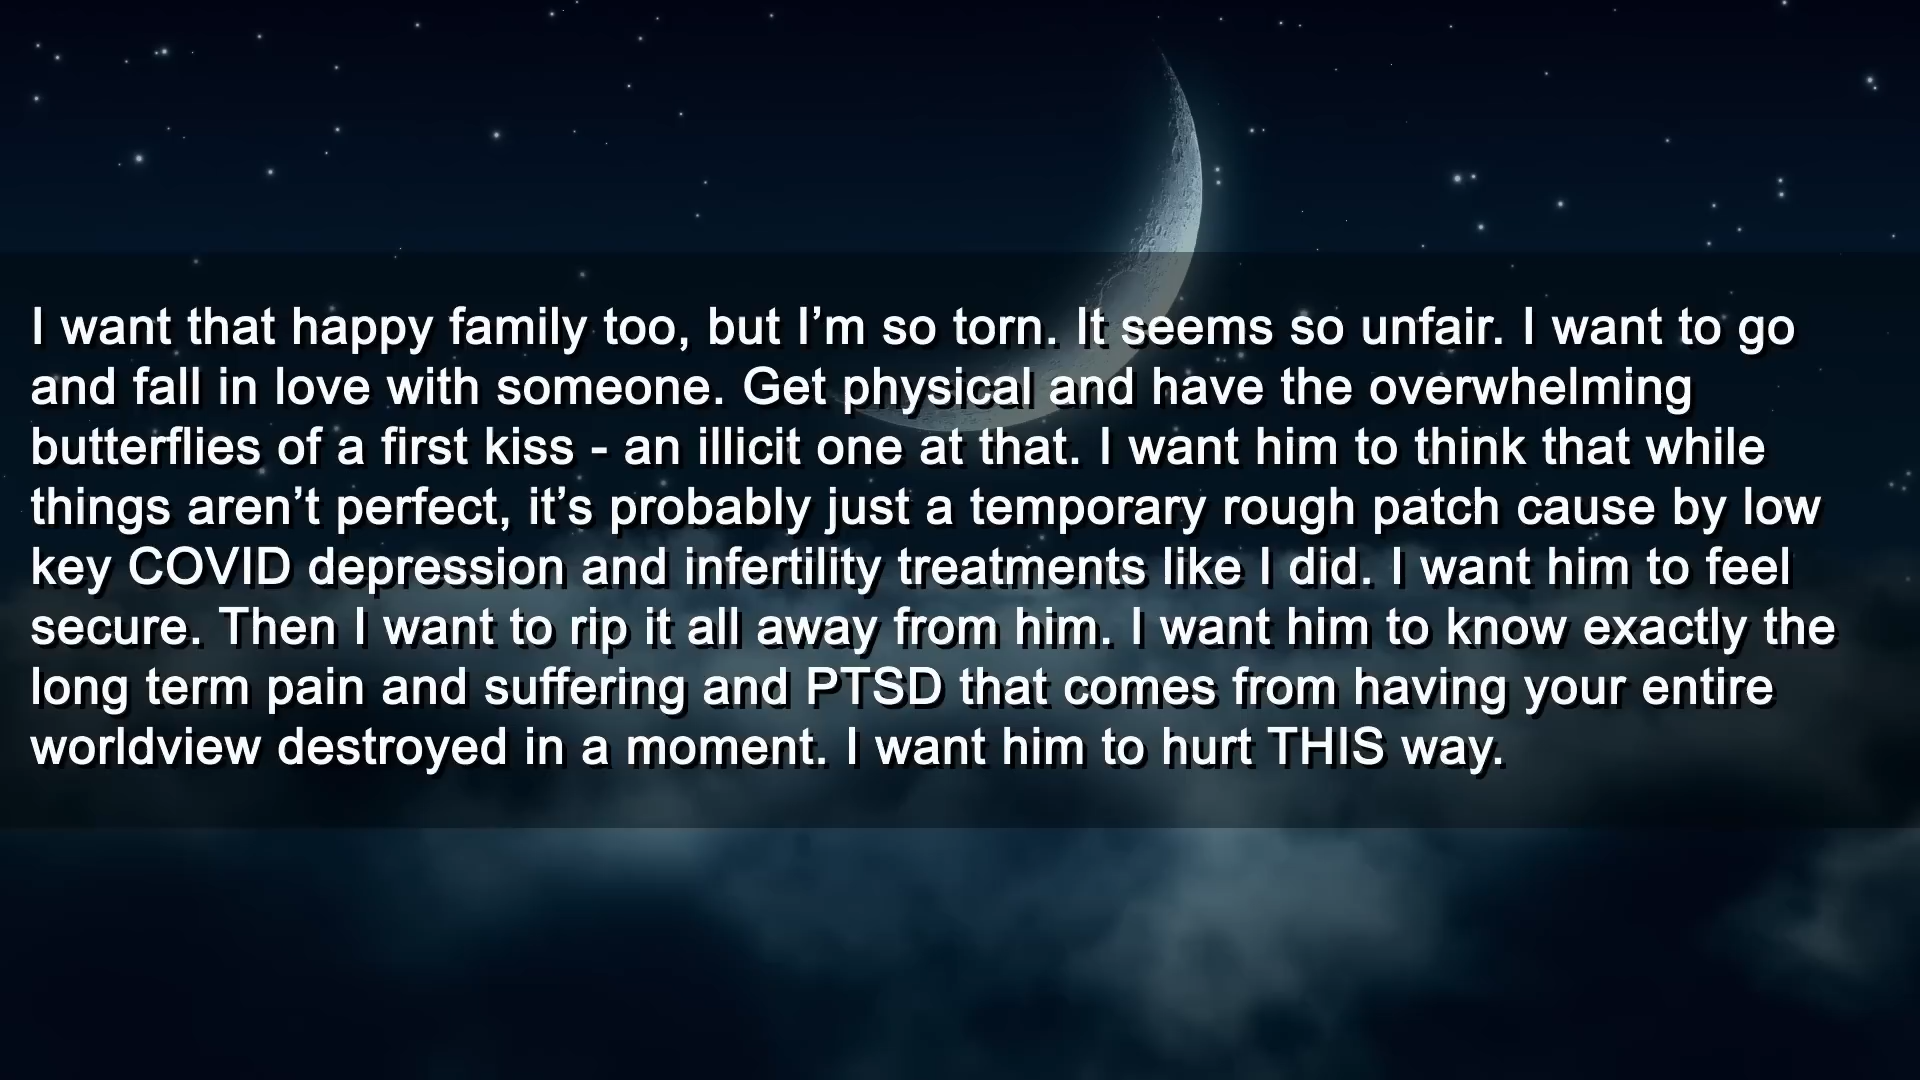 I want that happy family too, but I’m so torn. It seems so unfair. I want to go
and fall in love with someone. Get physical and have the overwhelming
butterflies of a first kiss - an illicit one at that. I want him to think that while
things aren’t perfect, it’s probably just a temporary rough patch cause by low
key COVID depression and infertility treatments like I did. I want him to feel
secure. Then I want to rip it all away from him. I want him to know exactly the
long term pain and suffering and PTSD that comes from having your entire
worldview destroyed in a moment. I want him to hurt THIS way.